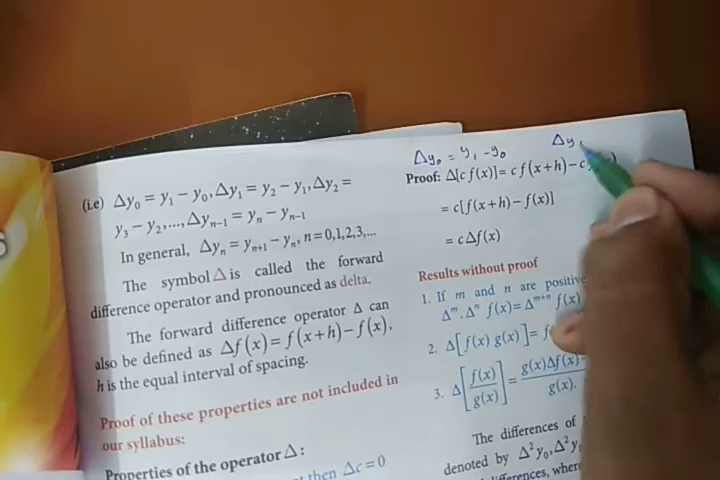 (i.e) Δy₀ = y₁ − y₀, Δy₁ = y₂ − y₁, Δy₂ =
y₃ − y₂, ..., Δyₙ₋₁ = yₙ − yₙ₋₁
In general, Δyₙ = yₙ₊₁ − yₙ, n = 0,1,2,3,...
The symbol Δ is called the forward
difference operator and pronounced as delta.
The forward difference operator Δ can
also be defined as Δf(x) = f(x+h) − f(x),
h is the equal interval of spacing.
Proof of these properties are not included in
our syllabus:
Properties of the operator Δ :
then Δc = 0
Δy₀ = y₁ − y₀ Δy₁
Proof: Δ[c f(x)] = c f(x+h) − c
= c[f(x+h) − f(x)]
= c Δf(x)
Results without proof
1. If m and n are positive
Δᵐ . Δⁿ f(x) = Δᵐ⁺ⁿ f(x)
2. Δ[f(x) g(x)] =
3. Δ[f(x)/g(x)] = g(x)Δf(x) − / g(x).
The differences of
denoted by Δ²y₀, Δ²y₁
differences, where